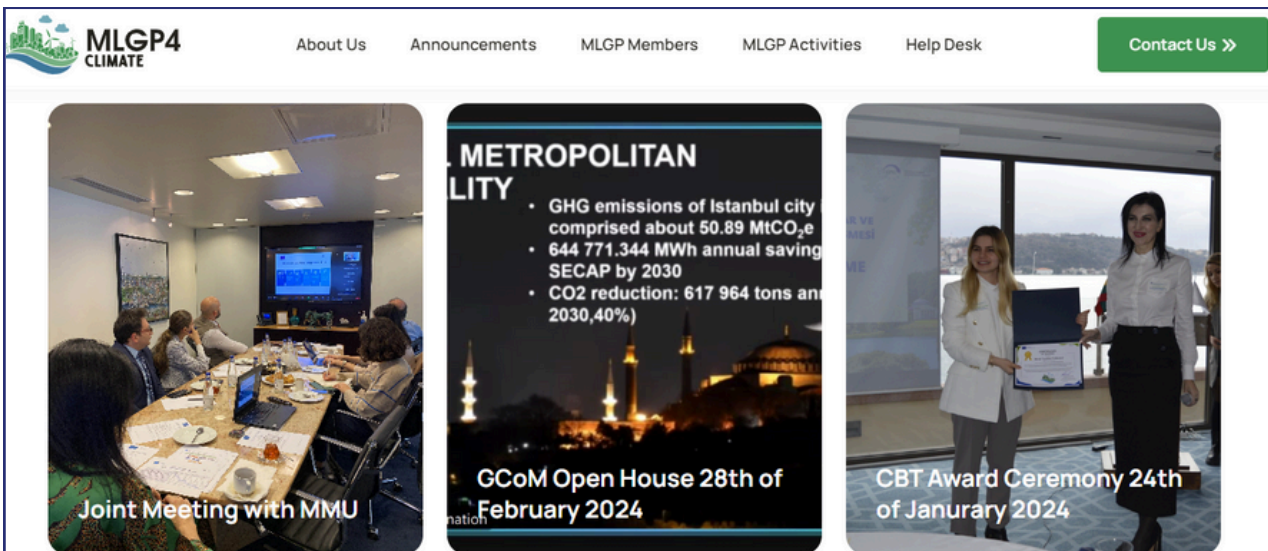 MLGP4
CLIMATE
About Us
Announcements
MLGP Members
MLGP Activities
Help Desk
Contact Us »
Joint Meeting with MMU
METROPOLITAN
LITY
• GHG emissions of Istanbul city
comprised about 50.89 MtCO₂e
• 644 771.344 MWh annual saving
SECAP by 2030
• CO2 reduction: 617 964 tons
2030,40%)
GCoM Open House 28th of
February 2024
nation
CBT Award Ceremony 24th
of Janurary 2024